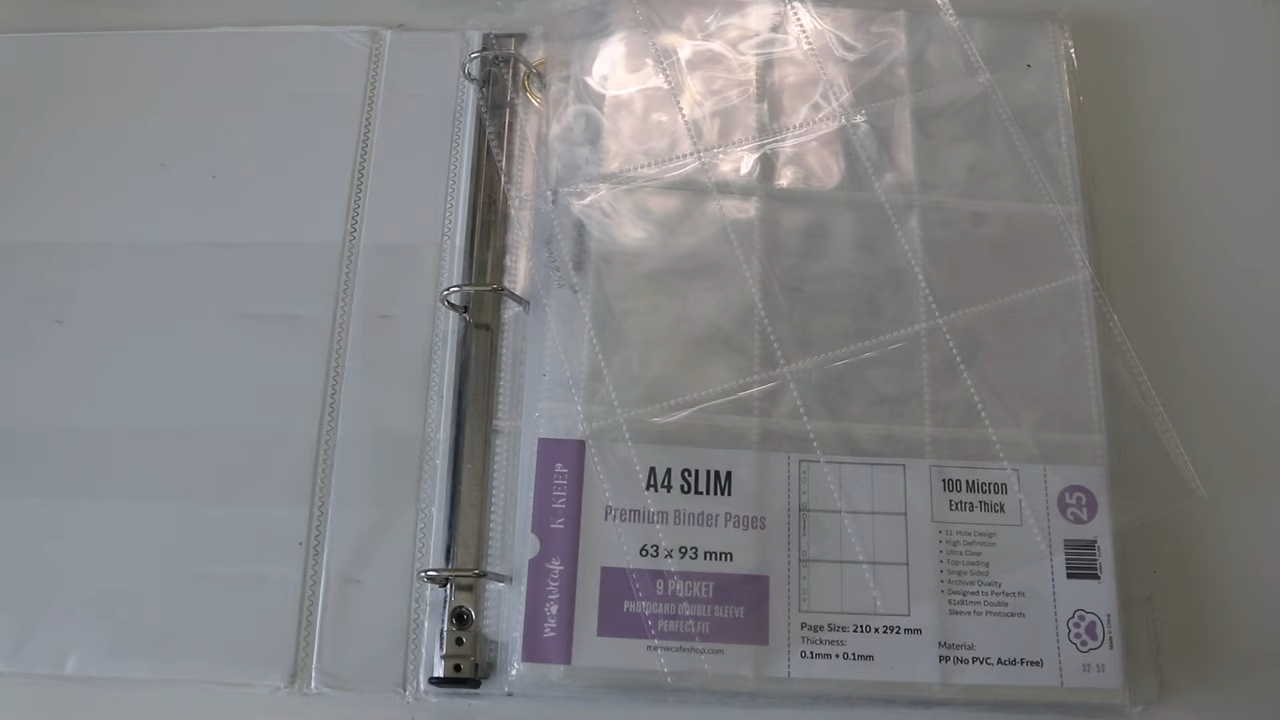 MeowCafe
K-KEEP
A4 SLIM
Premium Binder Pages
63 x 93 mm
9 POCKET
PHOTOCARD DOUBLE SLEEVE
PERFECT FIT
meowcafeshop.com
Page Size: 210 x 292 mm
Thickness:
0.1mm + 0.1mm
100 Micron
Extra-Thick
• 11 Hole Design
• High Definition
• Ultra Clear
• Top-Loading
• Single Sided
• Archival Quality
• Designed to Perfect fit
61x91mm Double
Sleeve for Photocards
Material:
PP (No PVC, Acid-Free)
25
Made in China
S2-52